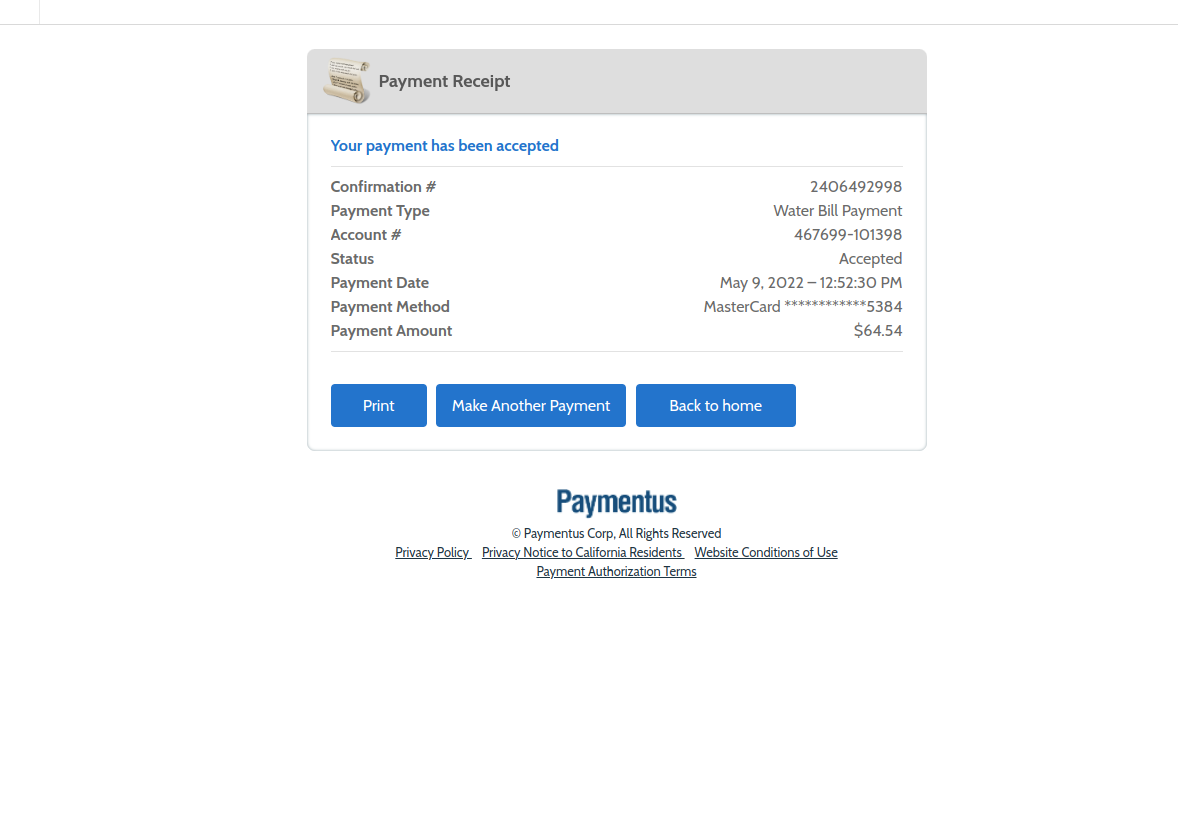 Payment Receipt
Your payment has been accepted
Confirmation # 2406492998
Payment Type Water Bill Payment
Account # 467699-101398
Status Accepted
Payment Date May 9, 2022 – 12:52:30 PM
Payment Method MasterCard ************5384
Payment Amount $64.54
Print Make Another Payment Back to home
Paymentus
© Paymentus Corp, All Rights Reserved
Privacy Policy Privacy Notice to California Residents Website Conditions of Use
Payment Authorization Terms